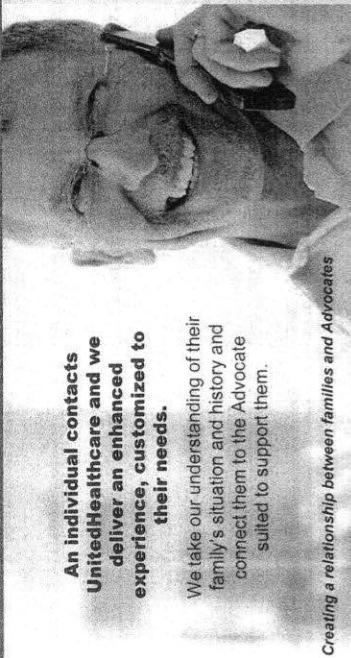 An individual contacts
UnitedHealthcare and we
deliver an enhanced
experience, customized to
their needs.
We take our understanding of their
family's situation and history and
connect them to the Advocate
suited to support them.
Creating a relationship between families and Advocates